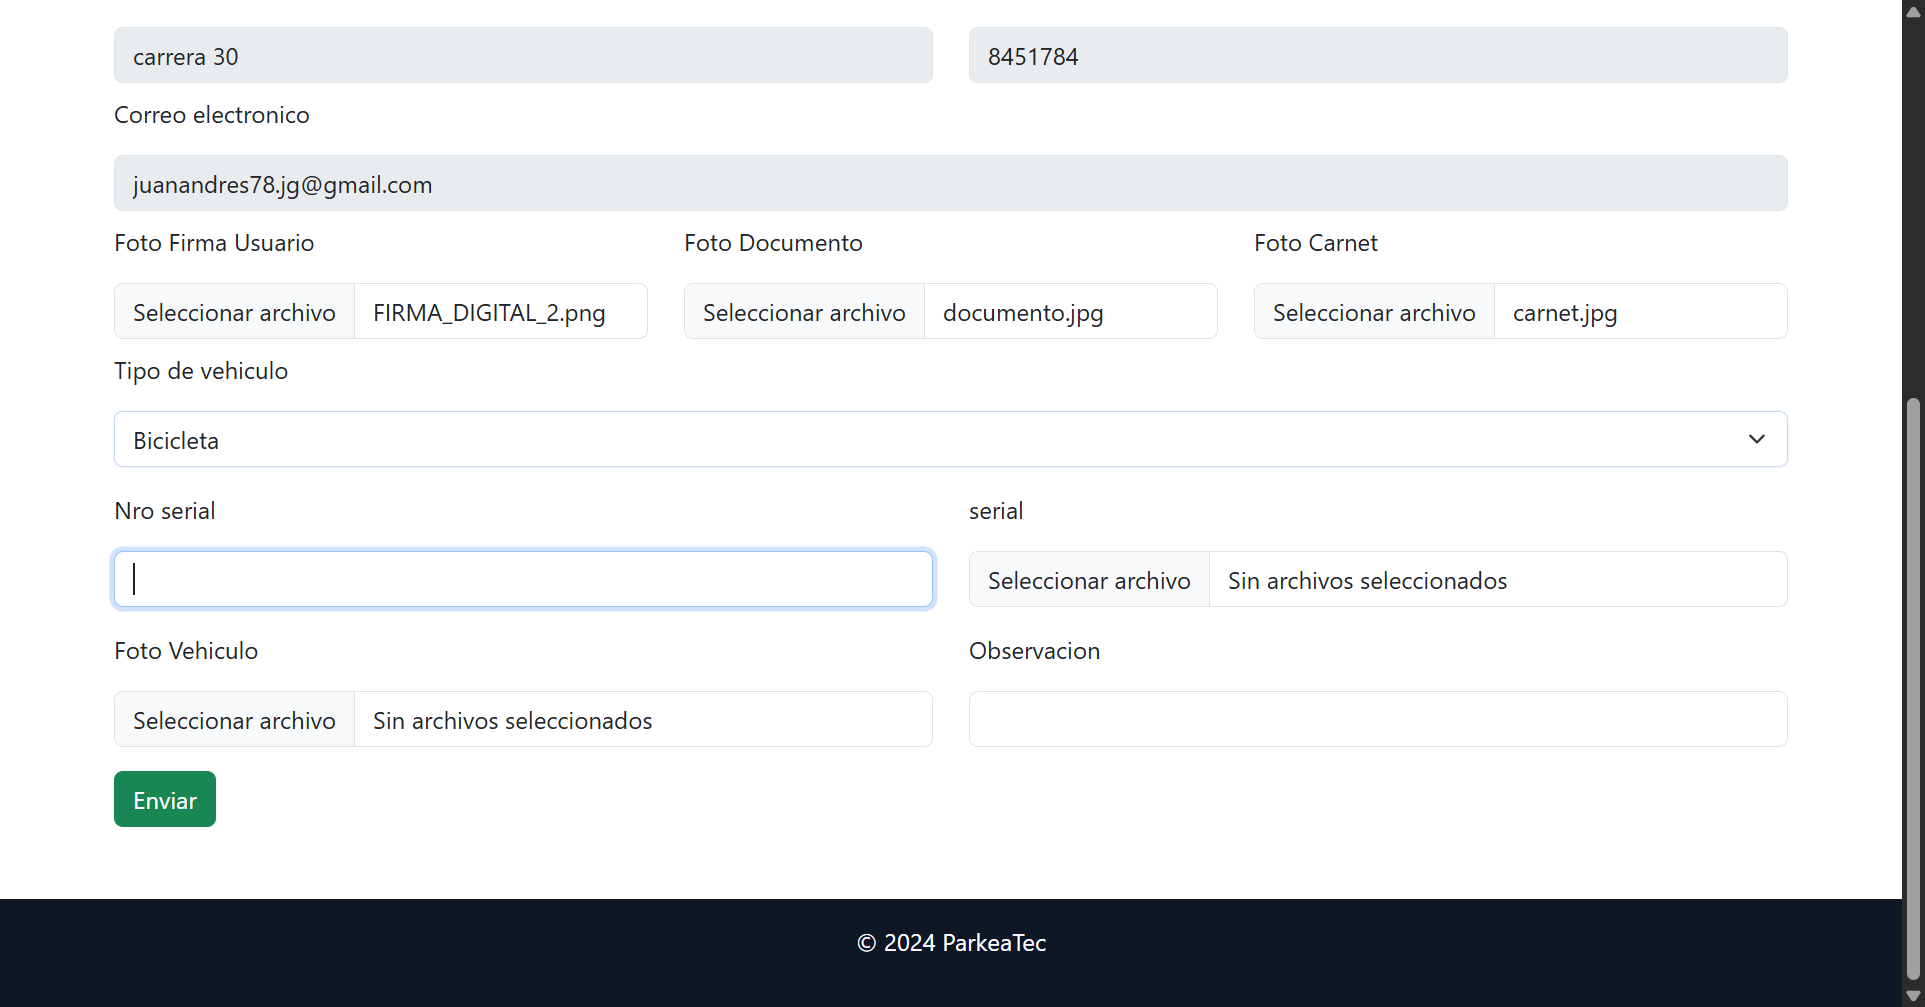 carrera 30
8451784
Correo electronico
juanandres78.jg@gmail.com
Foto Firma Usuario
Foto Documento
Foto Carnet
Seleccionar archivo FIRMA_DIGITAL_2.png
Seleccionar archivo documento.jpg
Seleccionar archivo carnet.jpg
Tipo de vehiculo
Bicicleta
Nro serial
serial
Seleccionar archivo Sin archivos seleccionados
Foto Vehiculo
Observacion
Seleccionar archivo Sin archivos seleccionados
Enviar
© 2024 ParkeaTec